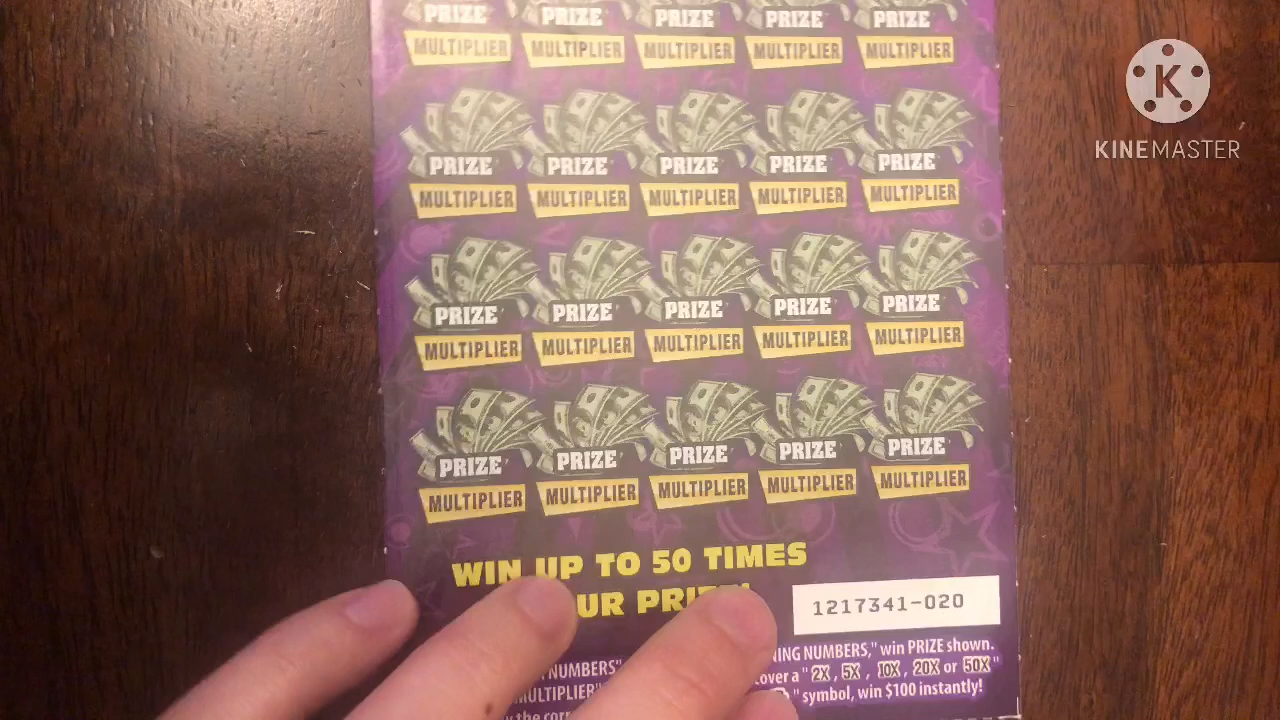 PRIZE PRIZE PRIZE PRIZE PRIZE
MULTIPLIER MULTIPLIER MULTIPLIER MULTIPLIER MULTIPLIER
KINEMASTER
PRIZE PRIZE PRIZE PRIZE PRIZE
MULTIPLIER MULTIPLIER MULTIPLIER MULTIPLIER MULTIPLIER
PRIZE PRIZE PRIZE PRIZE PRIZE
MULTIPLIER MULTIPLIER MULTIPLIER MULTIPLIER MULTIPLIER
PRIZE PRIZE PRIZE PRIZE PRIZE
MULTIPLIER MULTIPLIER MULTIPLIER MULTIPLIER MULTIPLIER
WIN UP TO 50 TIMES
1217341-020
NUMBERS" NUMBERS," win PRIZE shown.
MULTIPLIER" a "2X, 5X, 10X, 20X or 50X"
the " symbol, win $100 instantly!